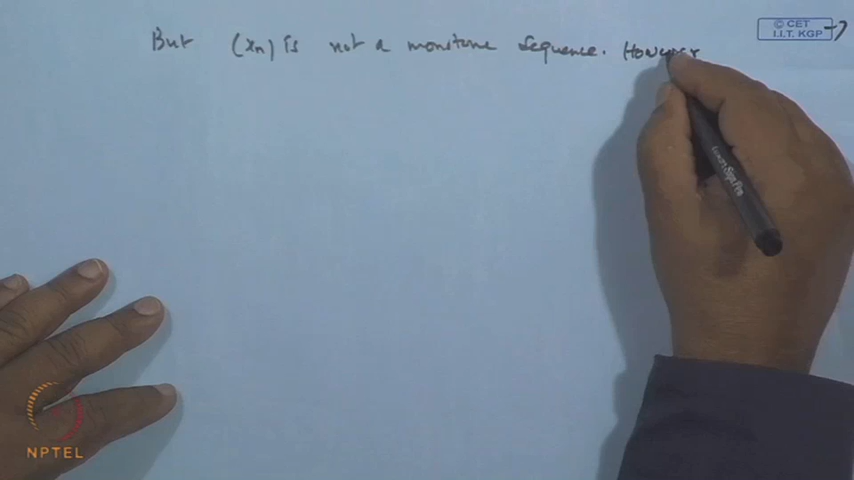 But (xn) is not a monotone sequence. However
© CET
I.I.T. KGP
NPTEL